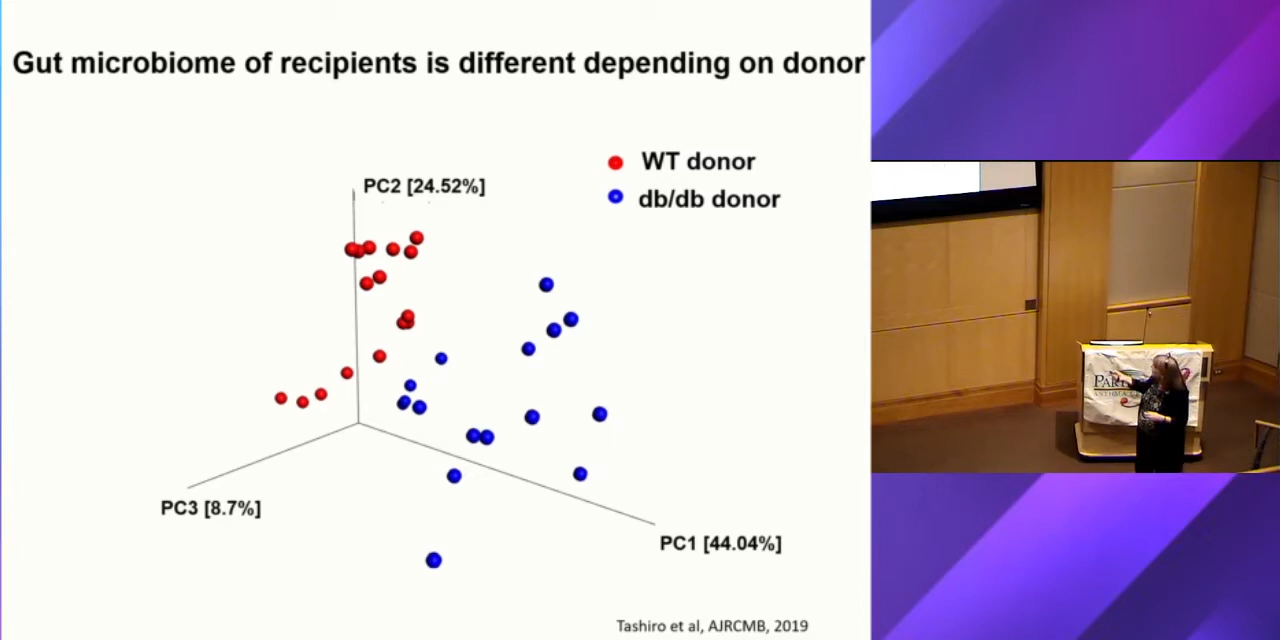 Gut microbiome of recipients is different depending on donor
WT donor
db/db donor
PC2 [24.52%]
PC3 [8.7%]
PC1 [44.04%]
Tashiro et al, AJRCMB, 2019